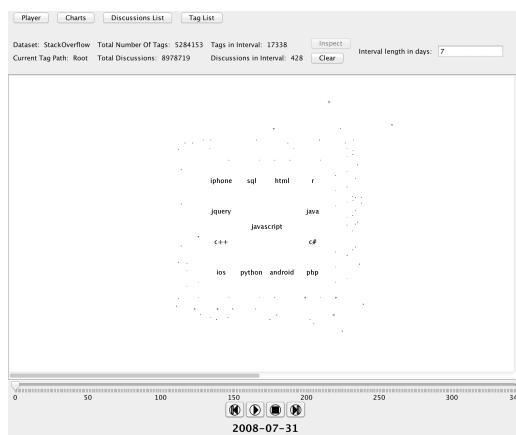 Player Charts Discussions List Tag List
Dataset: StackOverflow Total Number Of Tags: 5284153 Tags in Interval: 17338 Inspect
Interval length in days: 7
Current Tag Path: Root Total Discussions: 8978719 Discussions in Interval: 428 Clear
iphone sql html r
jquery java
javascript
c++ c#
ios python android php
0 50 100 150 200 250 300 34
2008-07-31